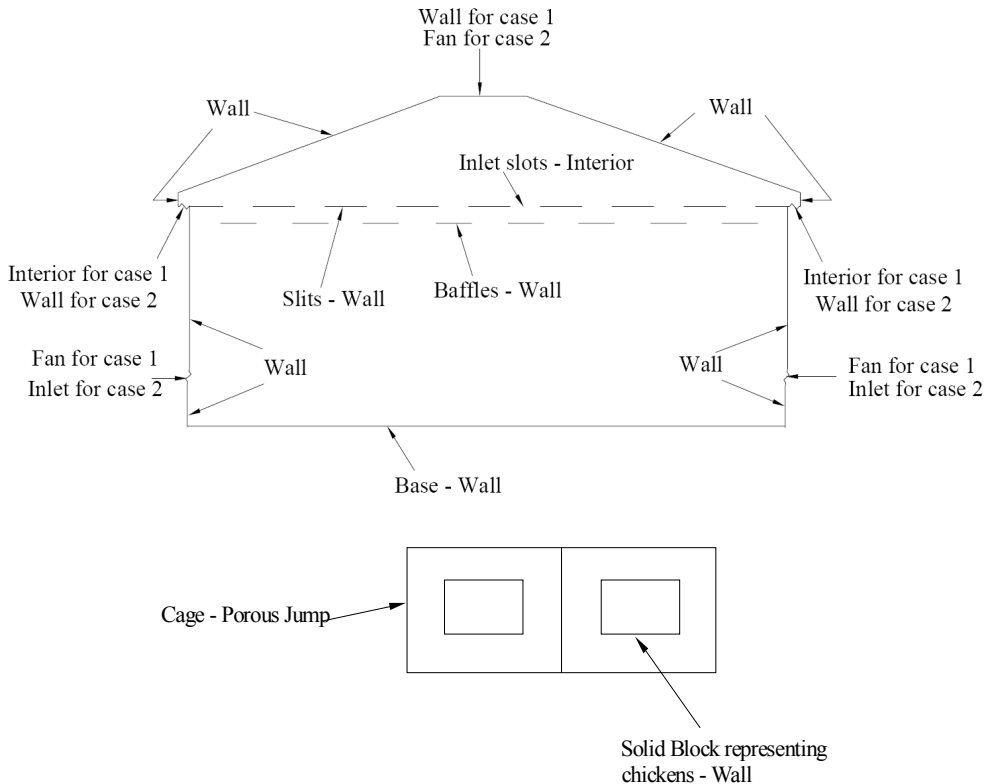 Wall for case 1
Fan for case 2
Wall
Wall
Inlet slots - Interior
Interior for case 1
Wall for case 2
Slits - Wall
Baffles - Wall
Interior for case 1
Wall for case 2
Fan for case 1
Inlet for case 2
Wall
Wall
Fan for case 1
Inlet for case 2
Base - Wall
Cage - Porous Jump
Solid Block representing
chickens - Wall